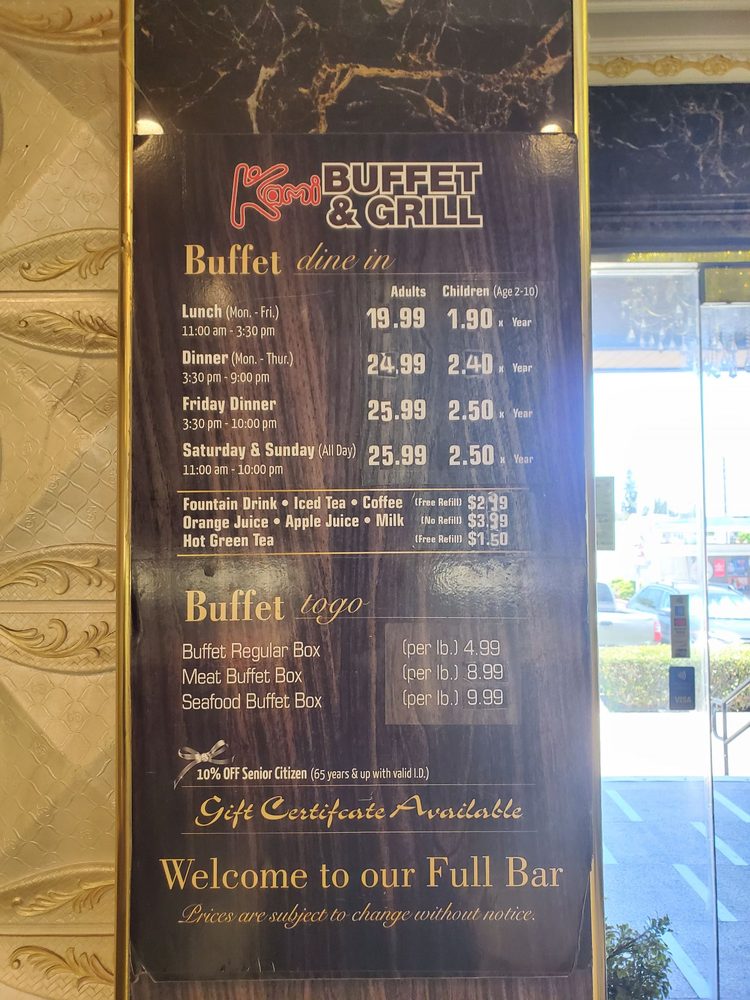 Kami BUFFET
& GRILL
Buffet dine in
Adults Children (Age 2-10)
Lunch (Mon. - Fri.) 19.99 1.90 x Year
11:00 am - 3:30 pm
Dinner (Mon. - Thur.) 24.99 2.40 x Year
3:30 pm - 9:00 pm
Friday Dinner 25.99 2.50 x Year
3:30 pm - 10:00 pm
Saturday & Sunday (All Day) 25.99 2.50 x Year
11:00 am - 10:00 pm
Fountain Drink • Iced Tea • Coffee (Free Refill) $2.99
Orange Juice • Apple Juice • Milk (No Refill) $3.99
Hot Green Tea (Free Refill) $1.50
Buffet togo
Buffet Regular Box (per lb.) 4.99
Meat Buffet Box (per lb.) 8.99
Seafood Buffet Box (per lb.) 9.99
10% OFF Senior Citizen (65 years & up with valid I.D.)
Gift Certifcate Available
Welcome to our Full Bar
Prices are subject to change without notice.
VISA